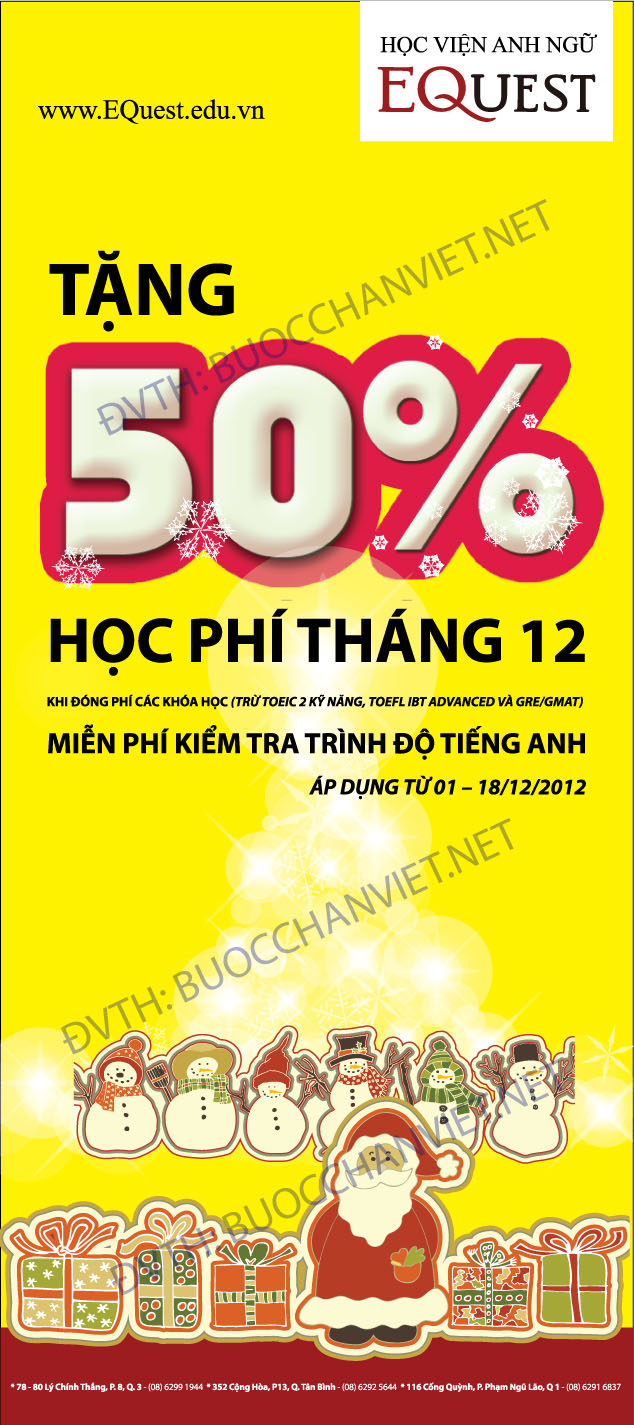 HỌC VIỆN ANH NGỮ
EQUEST
www.EQuest.edu.vn
TẶNG
ĐVTH: BUOCCHANVIET.NET
50%
HỌC PHÍ THÁNG 12
KHI ĐÓNG PHÍ CÁC KHÓA HỌC (TRỪ TOEIC 2 KỸ NĂNG, TOEFL IBT ADVANCED VÀ GRE/GMAT)
MIỄN PHÍ KIỂM TRA TRÌNH ĐỘ TIẾNG ANH
ÁP DỤNG TỪ 01 – 18/12/2012
ĐVTH: BUOCCHANVIET.NET
ĐVTH: BUOCCHANVIET.NET
* 78 - 80 Lý Chính Thắng, P. 8, Q. 3 - (08) 6299 1944 * 352 Cộng Hòa, P13, Q. Tân Bình - (08) 6292 5644 * 116 Cống Quỳnh, P. Phạm Ngũ Lão, Q 1 - (08) 6291 6837